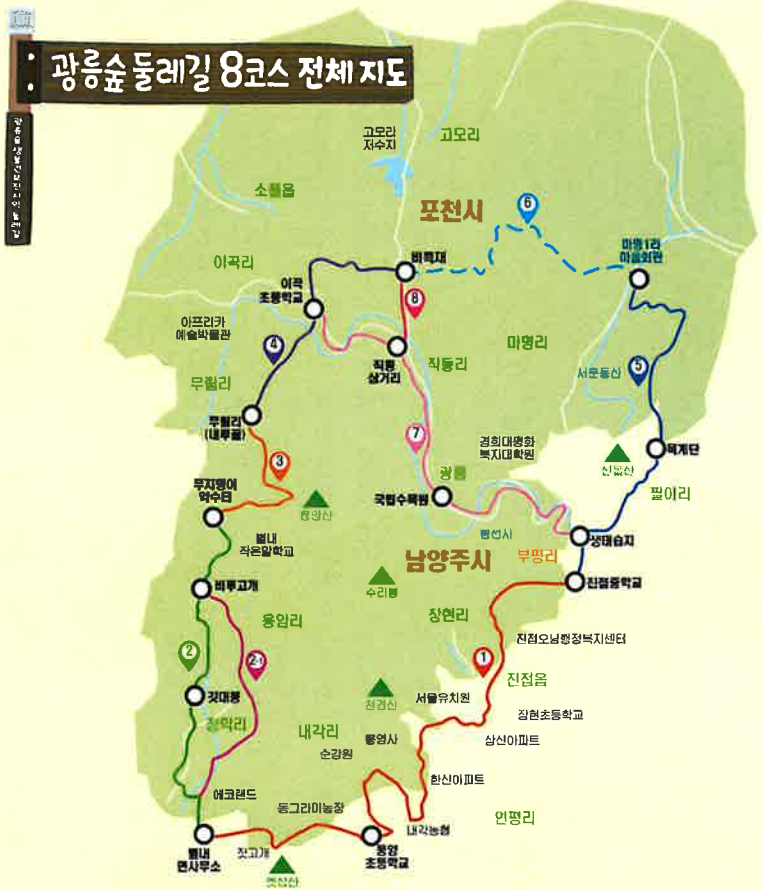 광릉숲 둘레길 8코스 전체 지도
고모라
저수지
고모리
소흘읍
포천시
6
비득재
마명1리
마을회관
이곡리
이곡
초등학교
8
아프리카
예술박물관
4
직동
삼거리
직동리
마명리
서운동산
5
무림리
무림리
(내루골)
7
경희대평화
복지대학원
목게단
3
광릉
팔야리
무지랭이
약수터
국립수목원
별내
작은말학교
봉선사
생태습지
남양주시
부평리
비루고개
수리봉
진접중학교
용임리
장현리
진접오남행정복지센터
2
2-1
1
진접읍
깃대봉
천겸산
서울유치원
청학리
내각리
장현초등학교
봉영사
삼신아파트
순강원
한신아파트
에코랜드
동그라미농장
연평리
내각농협
별내
면사무소
잣고개
풍양
초등학교